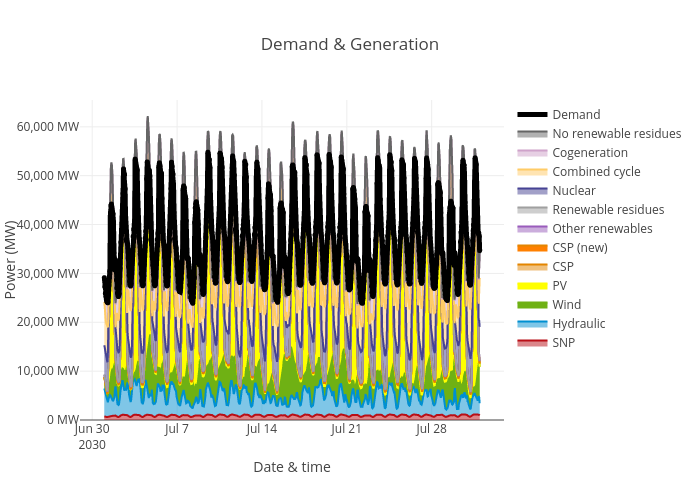 Demand & Generation
60,000 MW
50,000 MW
40,000 MW
30,000 MW
20,000 MW
10,000 MW
0 MW
Power (MW)
Jun 30
2030
Jul 7
Jul 14
Jul 21
Jul 28
Date & time
Demand
No renewable residues
Cogeneration
Combined cycle
Nuclear
Renewable residues
Other renewables
CSP (new)
CSP
PV
Wind
Hydraulic
SNP